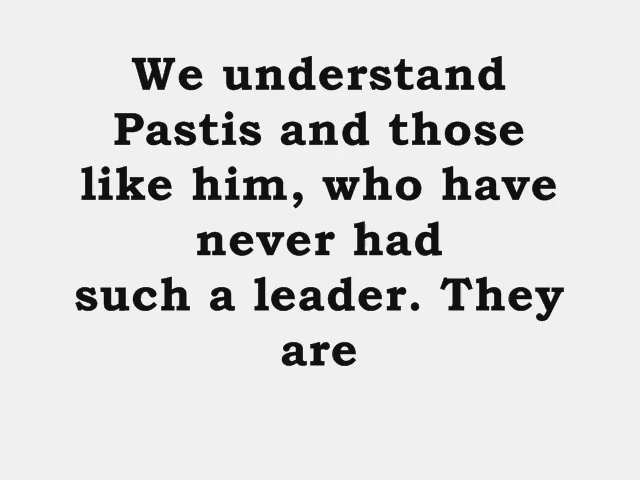 We understand
Pastis and those
like him, who have
never had
such a leader. They
are